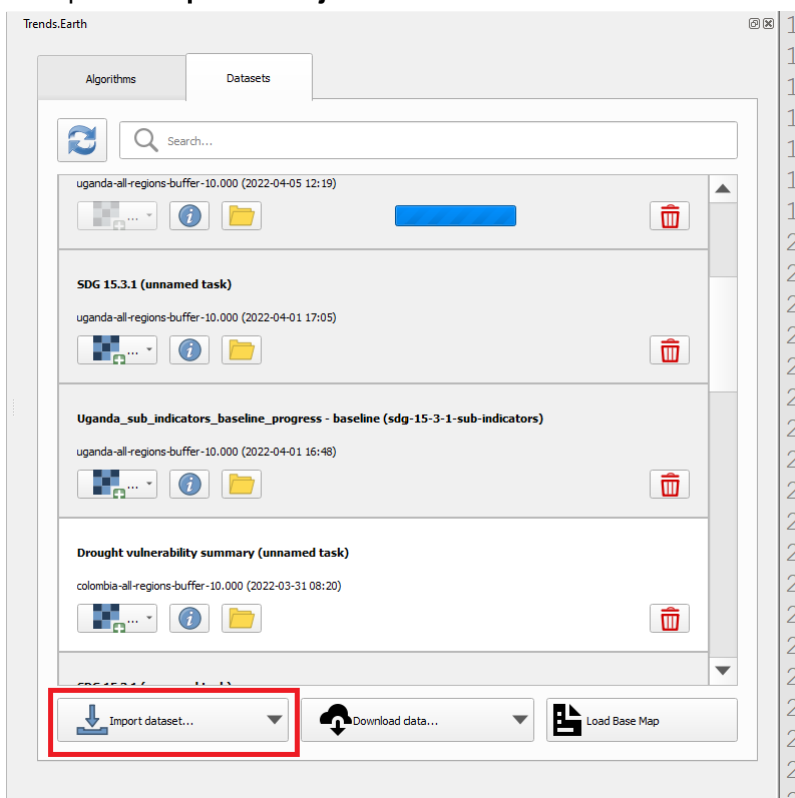 Trends.Earth
Algorithms
Datasets
Search...
uganda-all-regions-buffer-10.000 (2022-04-05 12:19)
...
SDG 15.3.1 (unnamed task)
uganda-all-regions-buffer-10.000 (2022-04-01 17:05)
...
Uganda_sub_indicators_baseline_progress - baseline (sdg-15-3-1-sub-indicators)
uganda-all-regions-buffer-10.000 (2022-04-01 16:48)
...
Drought vulnerability summary (unnamed task)
colombia-all-regions-buffer-10.000 (2022-03-31 08:20)
...
Import dataset...
Download data...
Load Base Map